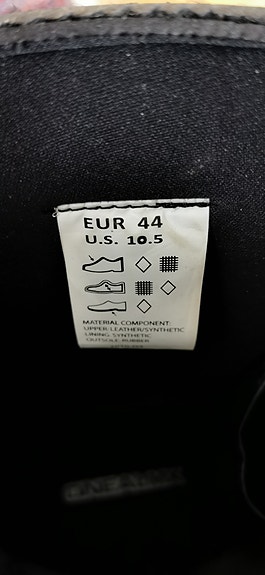 EUR 44
U.S. 10.5
MATERIAL COMPONENT:
UPPER-LEATHER/SYNTHETIC
LINING-SYNTHETIC
OUTSOLE-RUBBER